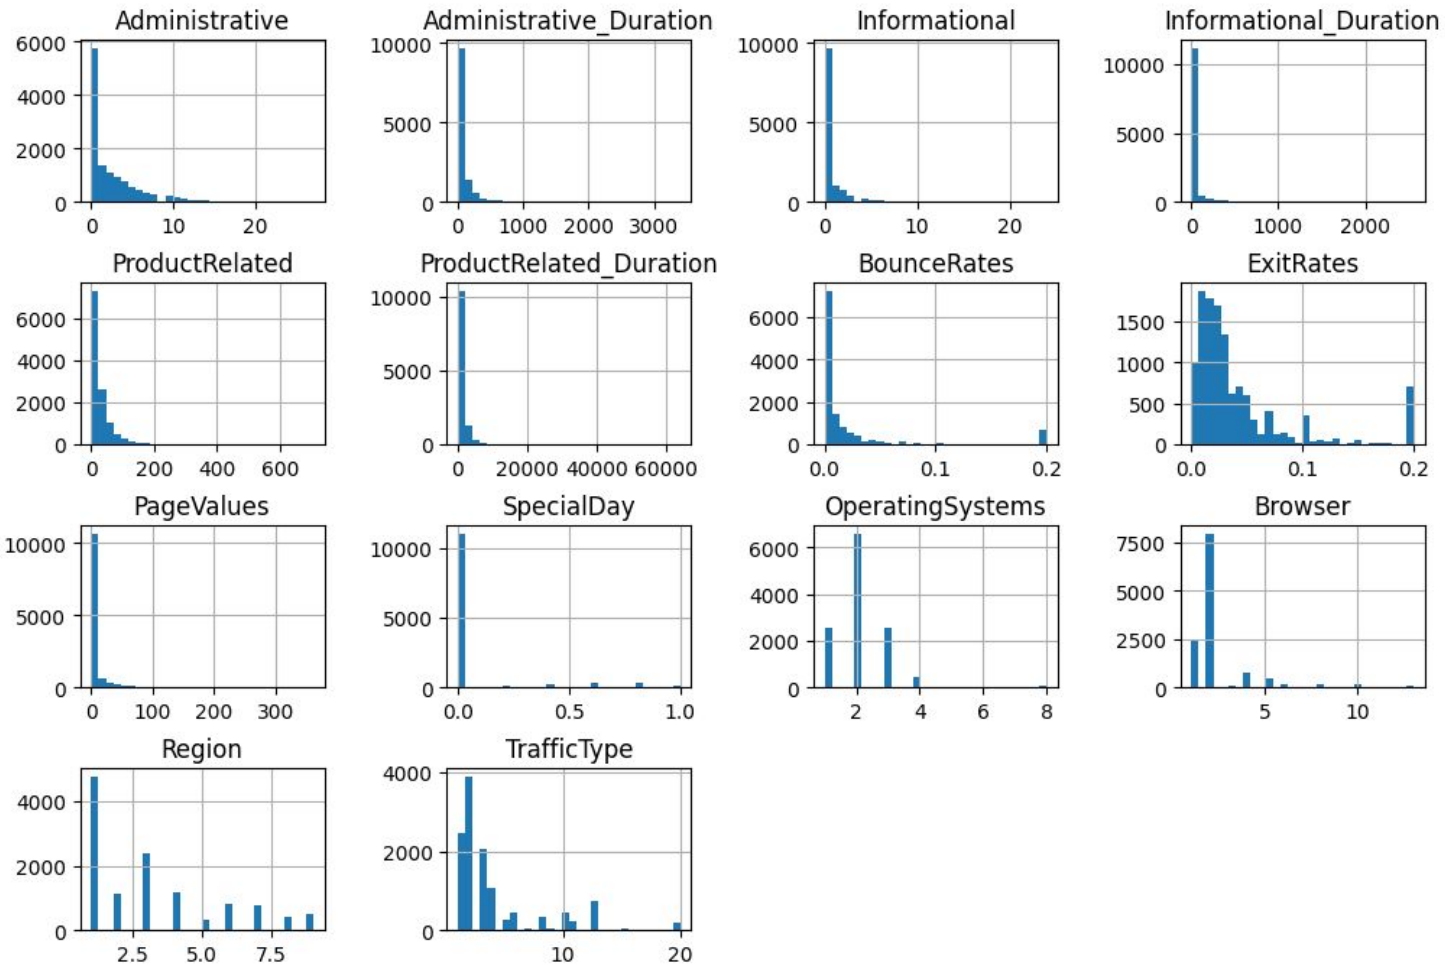 Administrative Administrative_Duration Informational Informational_Duration
6000 10000 10000 10000
4000 5000 5000 5000
2000
0 0 0 0
0 10 20 0 1000 2000 3000 0 10 20 0 1000 2000
ProductRelated ProductRelated_Duration BounceRates ExitRates
6000 10000 6000 1500
4000 5000 4000 1000
2000 2000 500
0 0 0 0
0 200 400 600 0 20000 40000 60000 0.0 0.1 0.2 0.0 0.1 0.2
PageValues SpecialDay OperatingSystems Browser
10000 10000 6000 7500
5000 5000 4000 5000
2000 2500
0 0 0 0
0 100 200 300 0.0 0.5 1.0 2 4 6 8 5 10
Region TrafficType
4000 4000
2000 2000
0 0
2.5 5.0 7.5 10 20